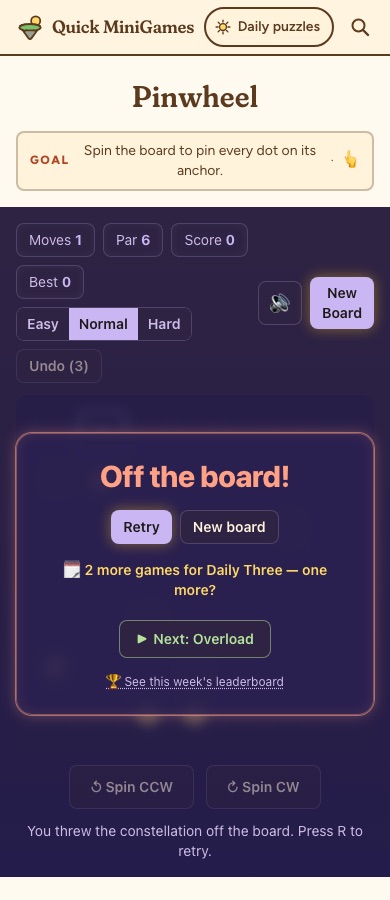 Quick MiniGames
Daily puzzles
Pinwheel
GOAL
Spin the board to pin every dot on its
anchor.
·
Moves 1
Par 6
Score 0
Best 0
Easy
Normal
Hard
Undo (3)
🔊
New
Board
Off the board!
Retry
New board
🗓️ 2 more games for Daily Three — one
more?
▶ Next: Overload
🏆 See this week's leaderboard
↺ Spin CCW
↻ Spin CW
You threw the constellation off the board. Press R to
retry.